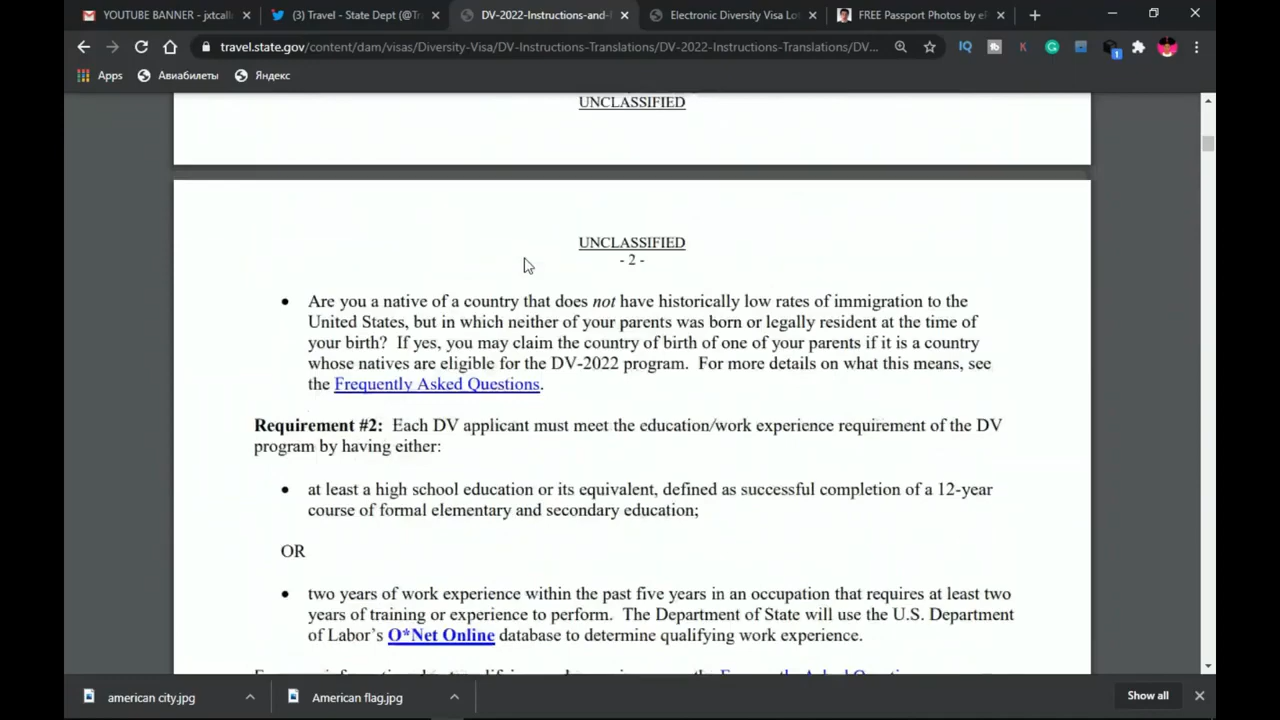 YOUTUBE BANNER - jxtcall
(3) Travel - State Dept (@Tr
DV-2022-Instructions-and-
Electronic Diversity Visa Lot
FREE Passport Photos by eP
travel.state.gov/content/dam/visas/Diversity-Visa/DV-Instructions-Translations/DV-2022-Instructions-Translations/DV...
Apps
Авиабилеты
Яндекс
UNCLASSIFIED
UNCLASSIFIED
- 2 -
• Are you a native of a country that does not have historically low rates of immigration to the
United States, but in which neither of your parents was born or legally resident at the time of
your birth? If yes, you may claim the country of birth of one of your parents if it is a country
whose natives are eligible for the DV-2022 program. For more details on what this means, see
the Frequently Asked Questions.
Requirement #2: Each DV applicant must meet the education/work experience requirement of the DV
program by having either:
• at least a high school education or its equivalent, defined as successful completion of a 12-year
course of formal elementary and secondary education;
OR
• two years of work experience within the past five years in an occupation that requires at least two
years of training or experience to perform. The Department of State will use the U.S. Department
of Labor's O*Net Online database to determine qualifying work experience.
american city.jpg
American flag.jpg
Show all